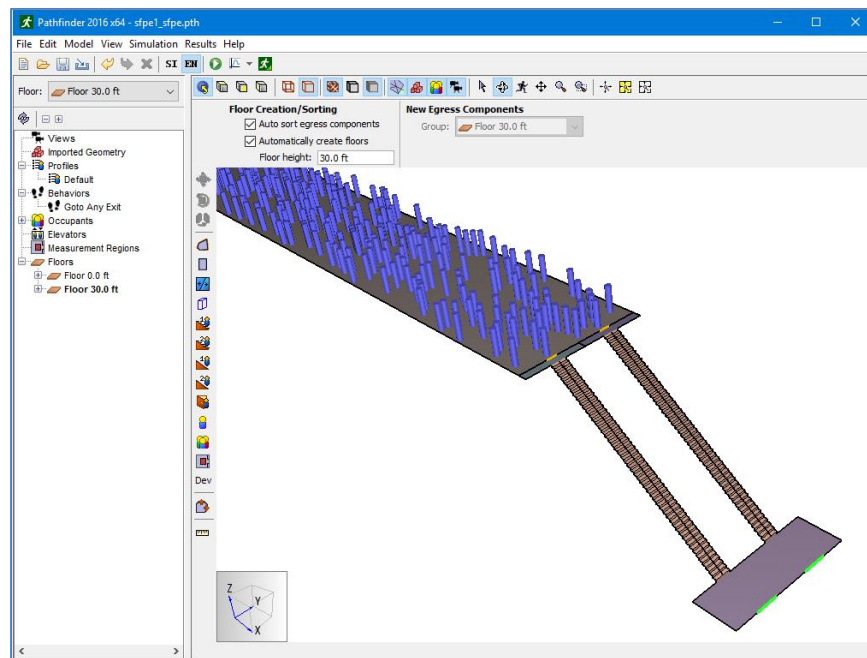 Pathfinder 2016 x64 - sfpe1_sfpe.pth
File Edit Model View Simulation Results Help
SI EN
Floor: Floor 30.0 ft
Floor Creation/Sorting
Auto sort egress components
Automatically create floors
Floor height: 30.0 ft
New Egress Components
Group: Floor 30.0 ft
Views
Imported Geometry
Profiles
Default
Behaviors
Goto Any Exit
Occupants
Elevators
Measurement Regions
Floors
Floor 0.0 ft
Floor 30.0 ft
Dev
Z
Y
X